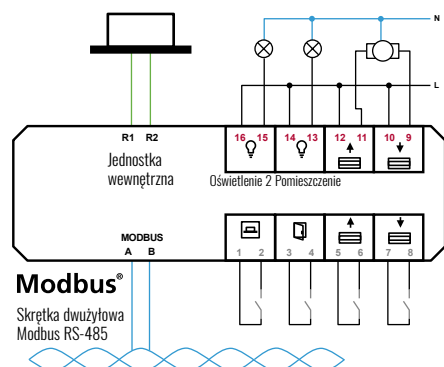 N
L
R1 R2
16 15 14 13 12 11 10 9
Jednostka
wewnętrzna
Oświetlenie 2 Pomieszczenie
MODBUS
A B
1 2 3 4 5 6 7 8
Modbus®
Skrętka dwużyłowa
Modbus RS-485